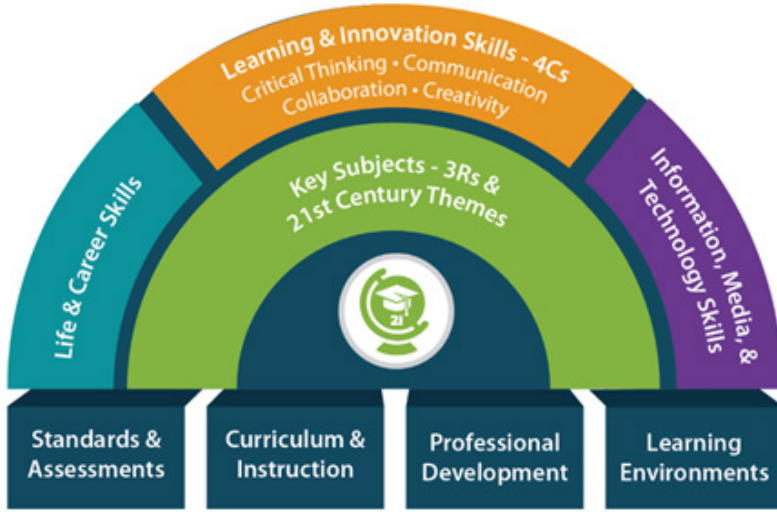 Learning & Innovation Skills - 4Cs
Critical Thinking • Communication
Collaboration • Creativity
Life & Career Skills
Key Subjects - 3Rs &
21st Century Themes
Information, Media, &
Technology Skills
21
Standards &
Assessments
Curriculum &
Instruction
Professional
Development
Learning
Environments